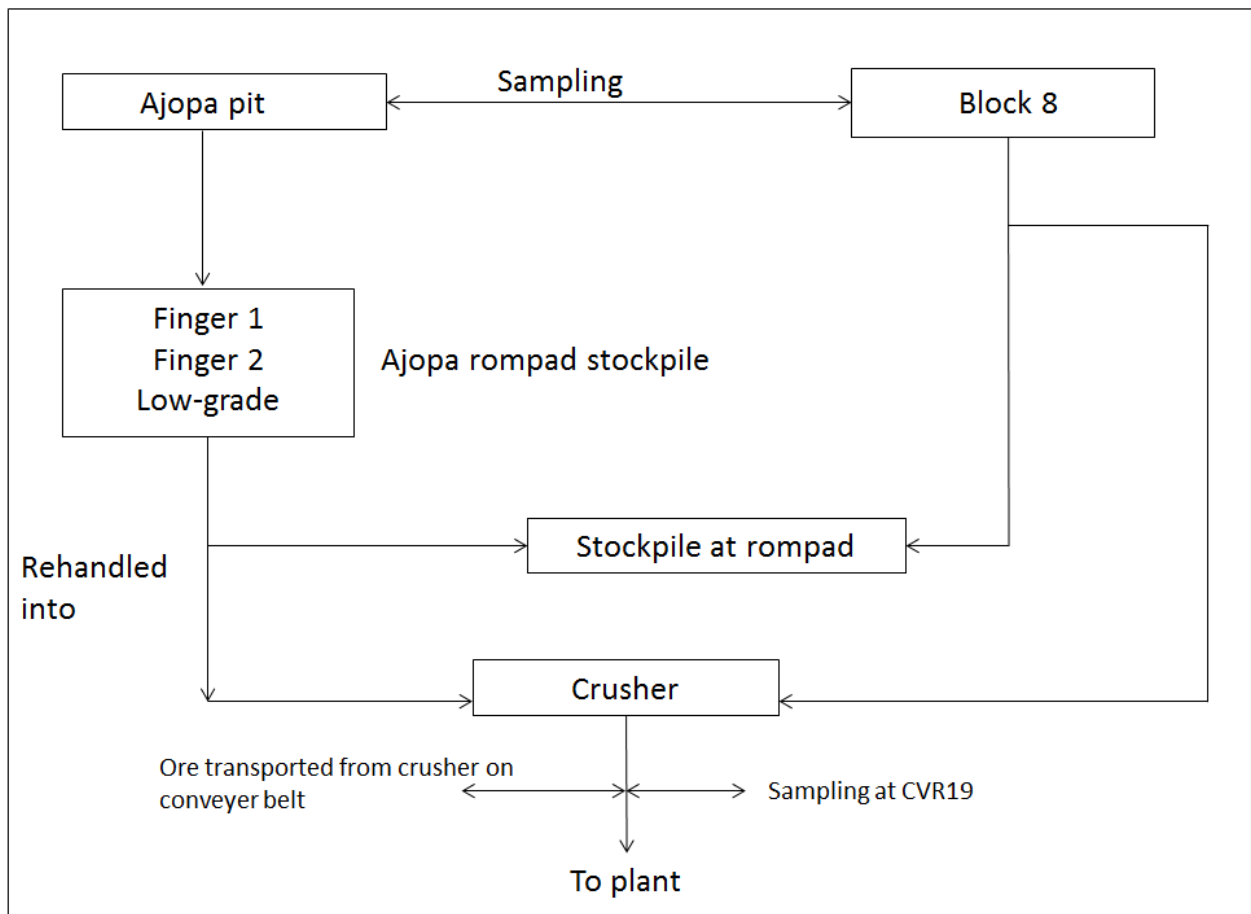 Sampling
Ajopa pit
Block 8
Finger 1
Finger 2
Low-grade
Ajopa rompad stockpile
Stockpile at rompad
Rehandled
into
Crusher
Ore transported from crusher on
conveyer belt
Sampling at CVR19
To plant